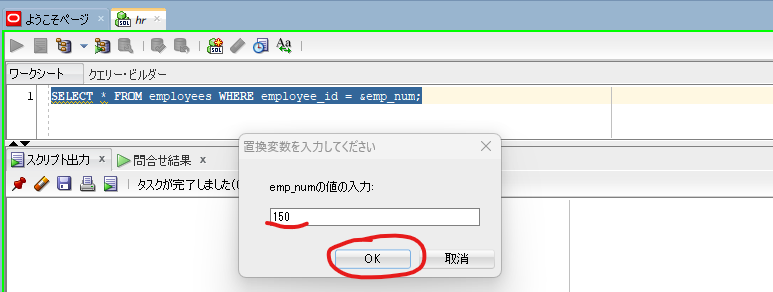 ようこそページ
hr
SQL
SQL
Aa
ワークシート クエリー・ビルダー
1 SELECT * FROM employees WHERE employee_id = &emp_num;
置換変数を入力してください
スクリプト出力 問合せ結果
タスクが完了しました(
emp_numの値の入力:
150
OK 取消